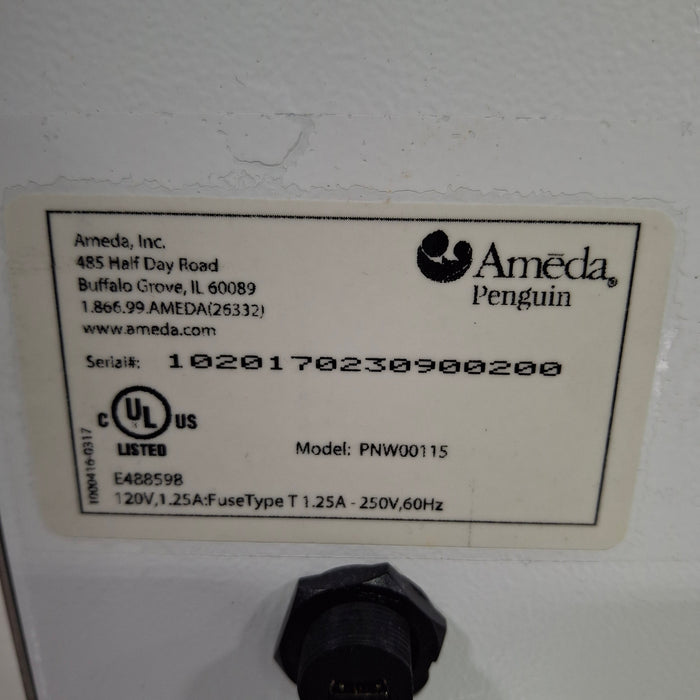 Ameda, Inc.
485 Half Day Road
Buffalo Grove, IL 60089
1.866.99.AMEDA(26332)
www.ameda.com
Amēda®
Penguin
Serial#: 1020170230900200
C UL US
LISTED
Model: PNW00115
1000416-0317
E488598
120V,1.25A:FuseType T 1.25A - 250V,60Hz